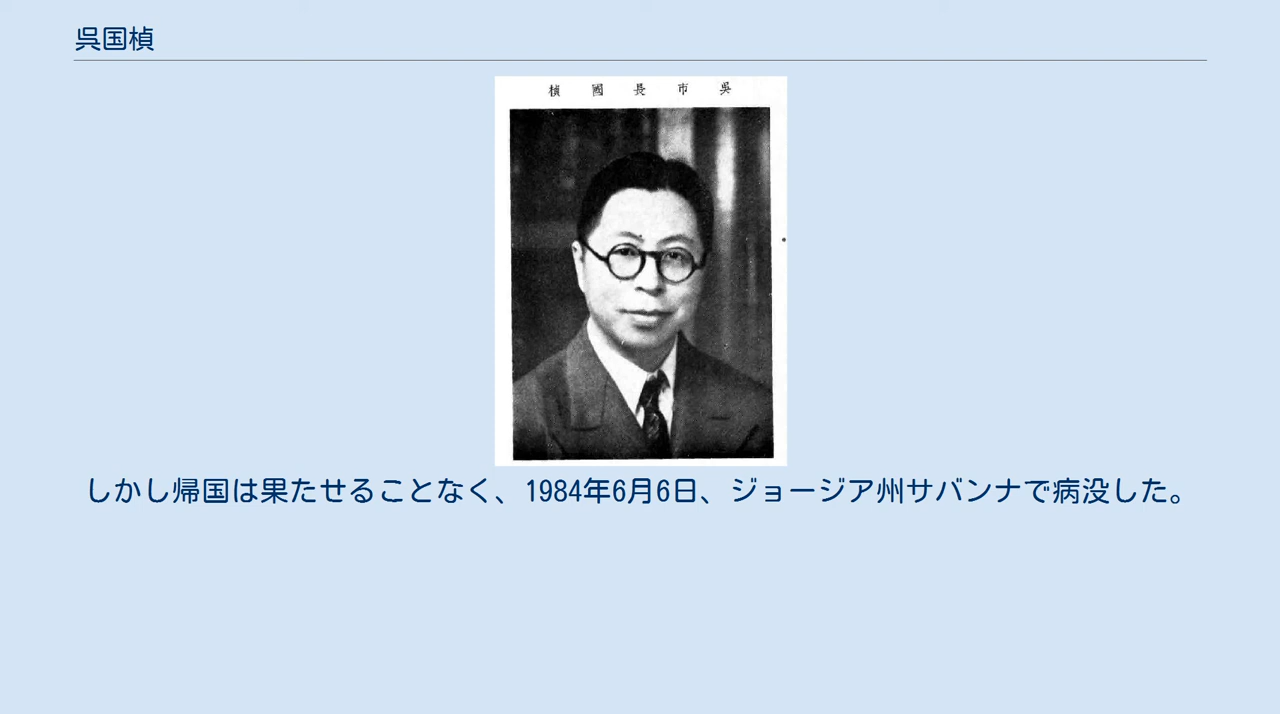 呉国楨
吳市長國楨
しかし帰国は果たせることなく、1984年6月6日、ジョージア州サバンナで病没した。